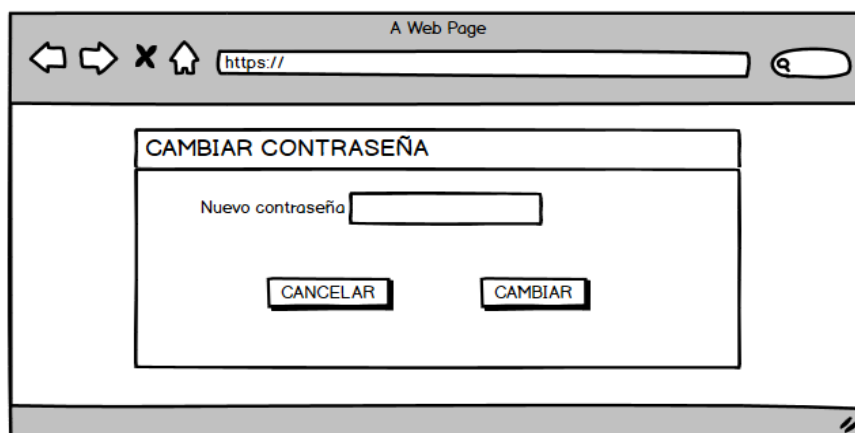 A Web Page
https://
CAMBIAR CONTRASEÑA
Nuevo contraseña
CANCELAR
CAMBIAR